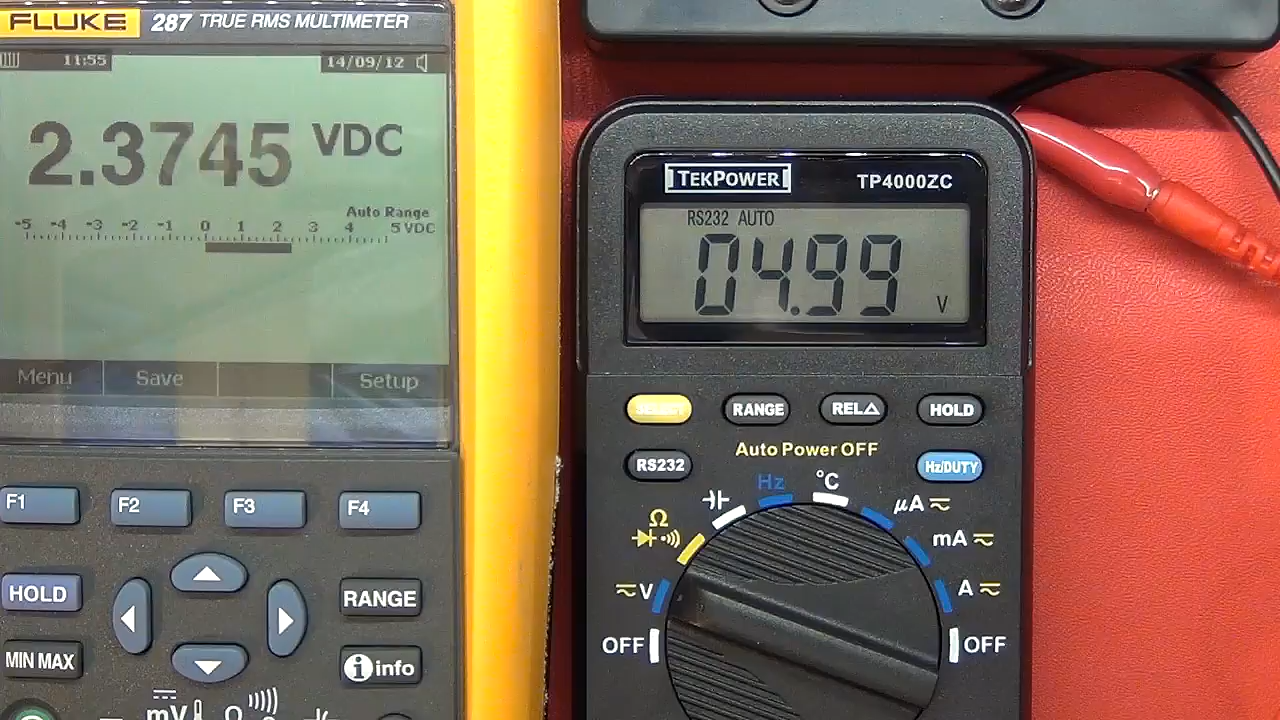 FLUKE 287 TRUE RMS MULTIMETER
11:55 14/09/12
2.3745 VDC
Auto Range
-5 -4 -3 -2 -1 0 1 2 3 4 5 VDC
Menu Save Setup
F1 F2 F3 F4
HOLD RANGE
MIN MAX i info
mV Ω
TEKPOWER TP4000ZC
RS232 AUTO
04.99 V
SELECT RANGE REL△ HOLD
Auto Power OFF
RS232 Hz/DUTY
Hz °C
Ω μA
mA
V A
OFF OFF